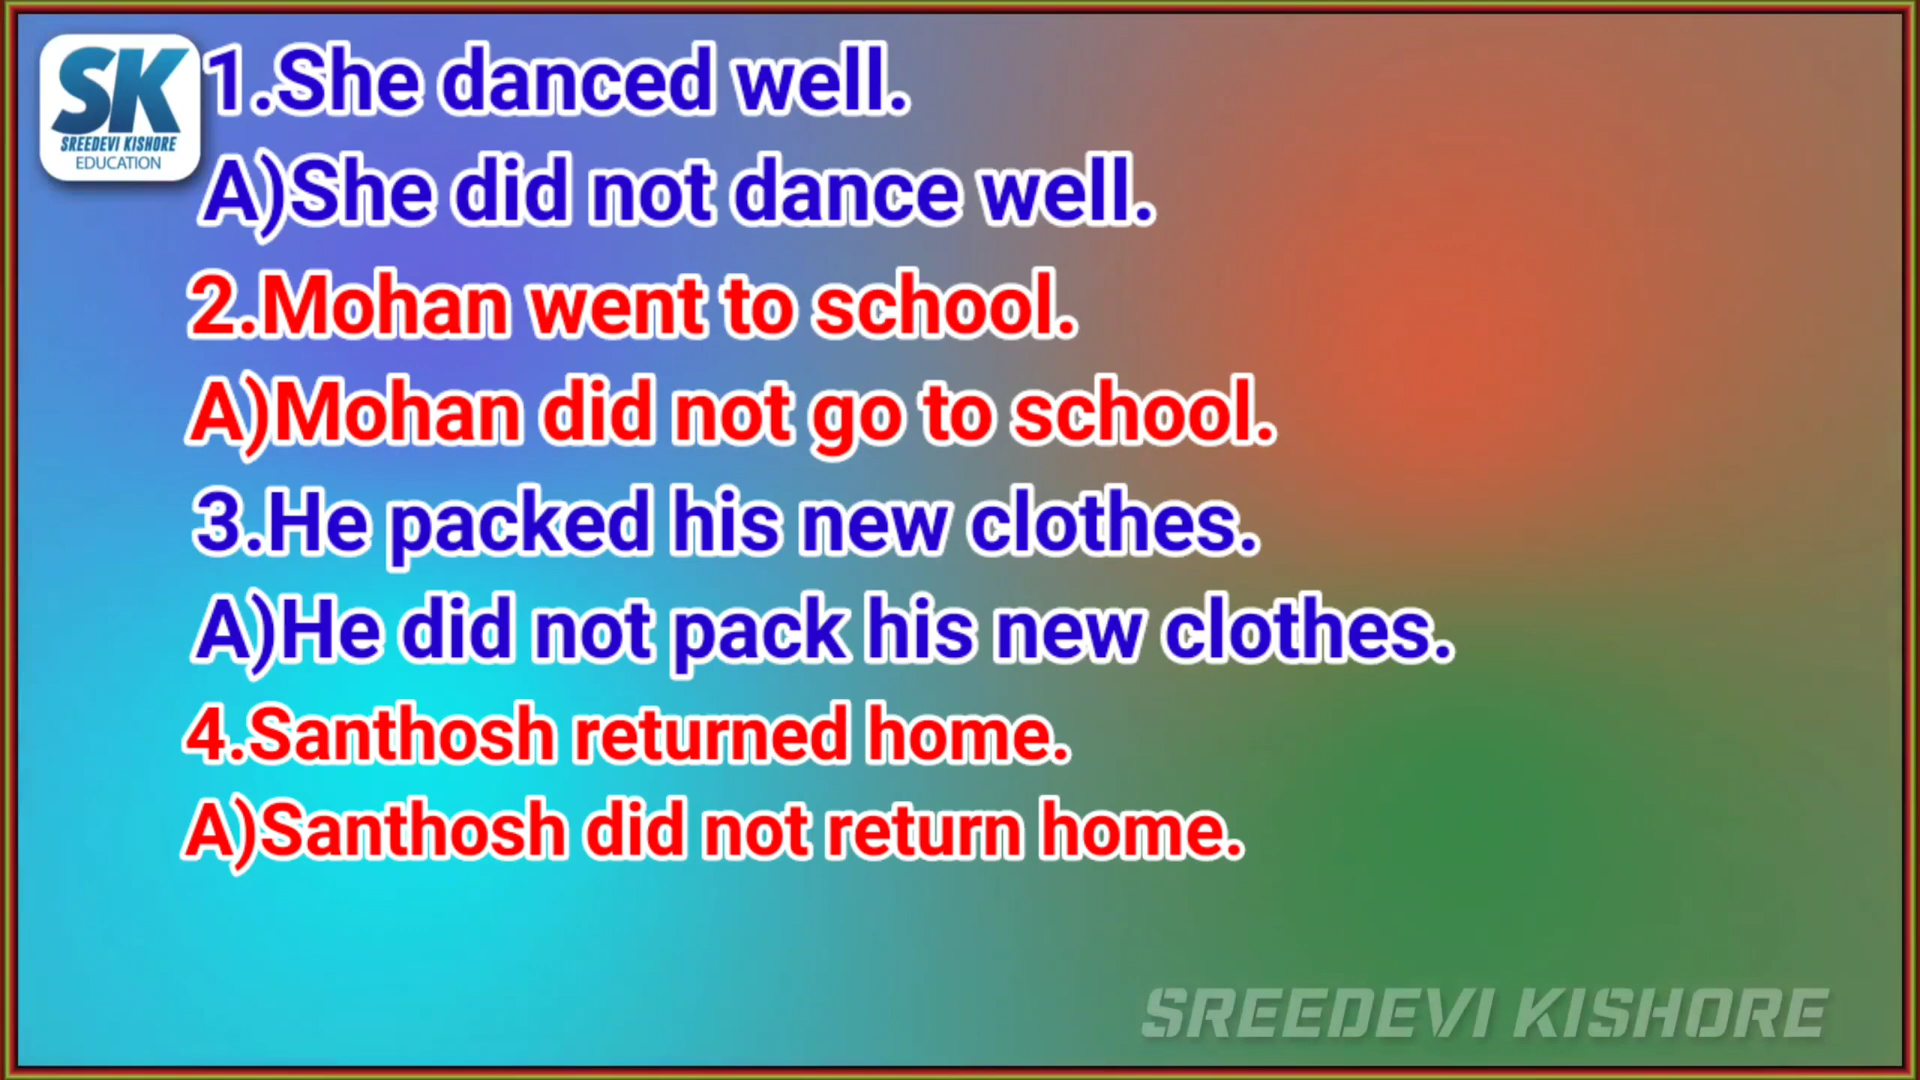 SK
SREEDEVI KISHORE
EDUCATION
1.She danced well.
A)She did not dance well.
2.Mohan went to school.
A)Mohan did not go to school.
3.He packed his new clothes.
A)He did not pack his new clothes.
4.Santhosh returned home.
A)Santhosh did not return home.
SREEDEVI KISHORE